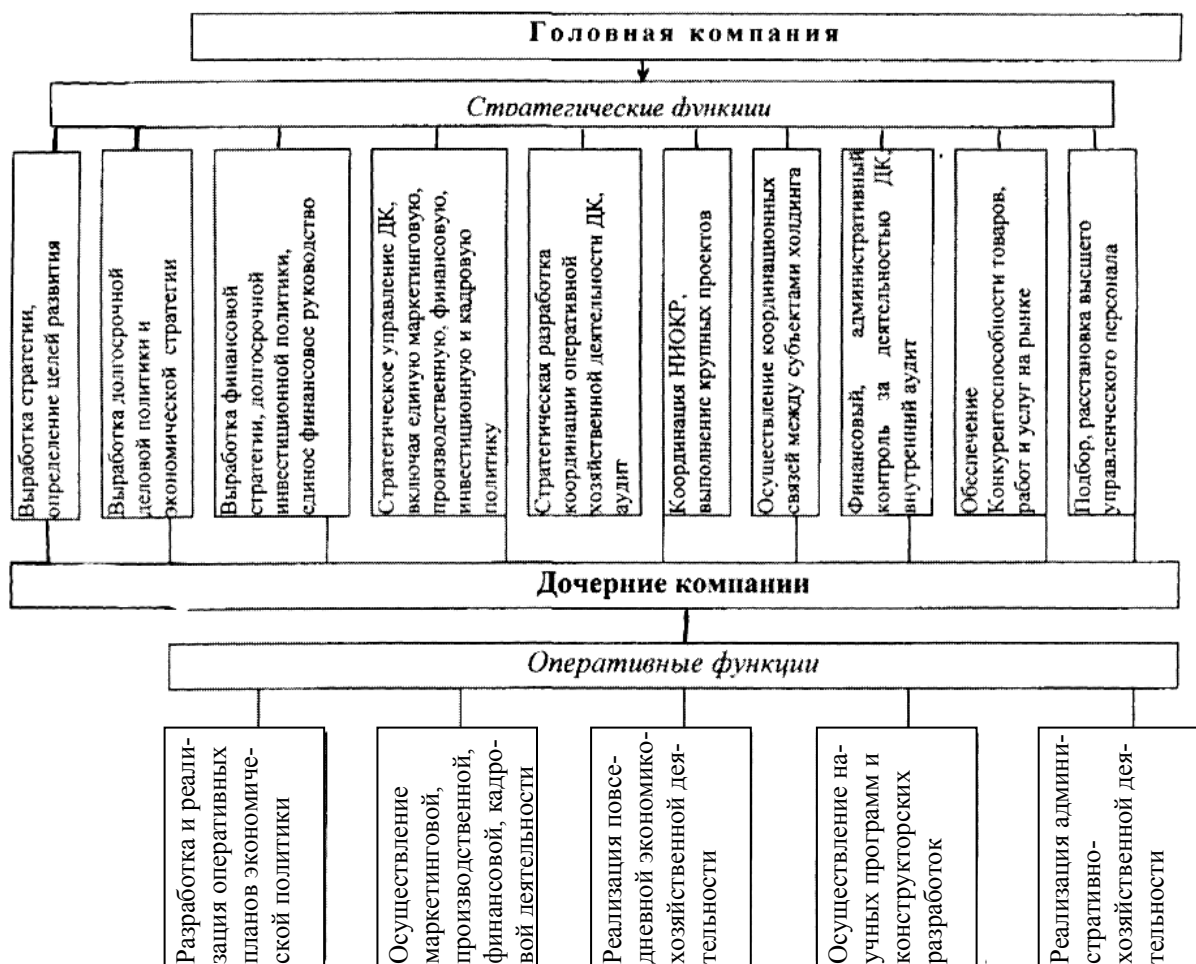 Головная компания
Стратегические функции
Выработка стратегии,
определение целей развития
Выработка долгосрочной
деловой политики и
экономической стратегии
Выработка финансовой
стратегии, долгосрочной
инвестиционной политики,
единое финансовое руководство
Стратегическое управление ДК,
включая единую маркетинговую,
производственную, финансовую,
инвестиционную и кадровую
политику
Стратегическая разработка
координации оперативной
хозяйственной деятельности ДК,
аудит
Координация НИОКР,
выполнение крупных проектов
Осуществление координационных
связей между субъектами холдинга
Финансовый, административный
контроль за деятельностью ДК,
внутренний аудит
Обеспечение
Конкурентоспособности товаров,
работ и услуг на рынке
Подбор, расстановка высшего
управленческого персонала
Дочерние компании
Оперативные функции
Разработка и реали-
зация оперативных
планов экономиче-
ской политики
Осуществление
маркетинговой,
производственной,
финансовой, кадро-
вой деятельности
Реализация повсе-
дневной экономико-
хозяйственной дея-
тельности
Осуществление на-
учных программ и
конструкторских
разработок
Реализация админи-
стративно-
хозяйственной дея-
тельности